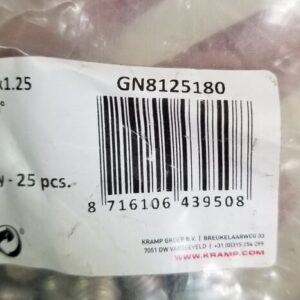 x1.25
GN8125180
°
y - 25 pcs.
8 716106 439508
KRAMP GROEP B.V. | BREUKELAARWEG 33
7051 DW VARSSEVELD | +31 (0)315 254 299
WWW.KRAMP.COM